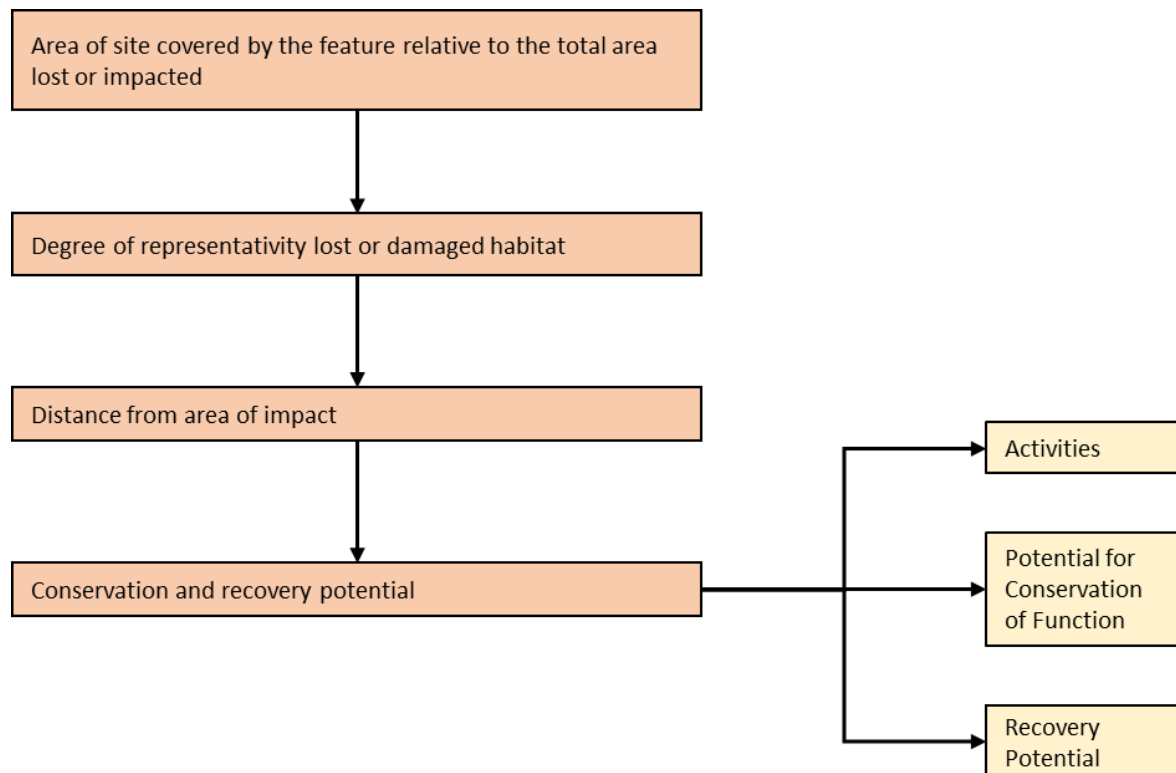 Area of site covered by the feature relative to the total area
lost or impacted
Degree of representativity lost or damaged habitat
Distance from area of impact
Conservation and recovery potential
Activities
Potential for
Conservation
of Function
Recovery
Potential